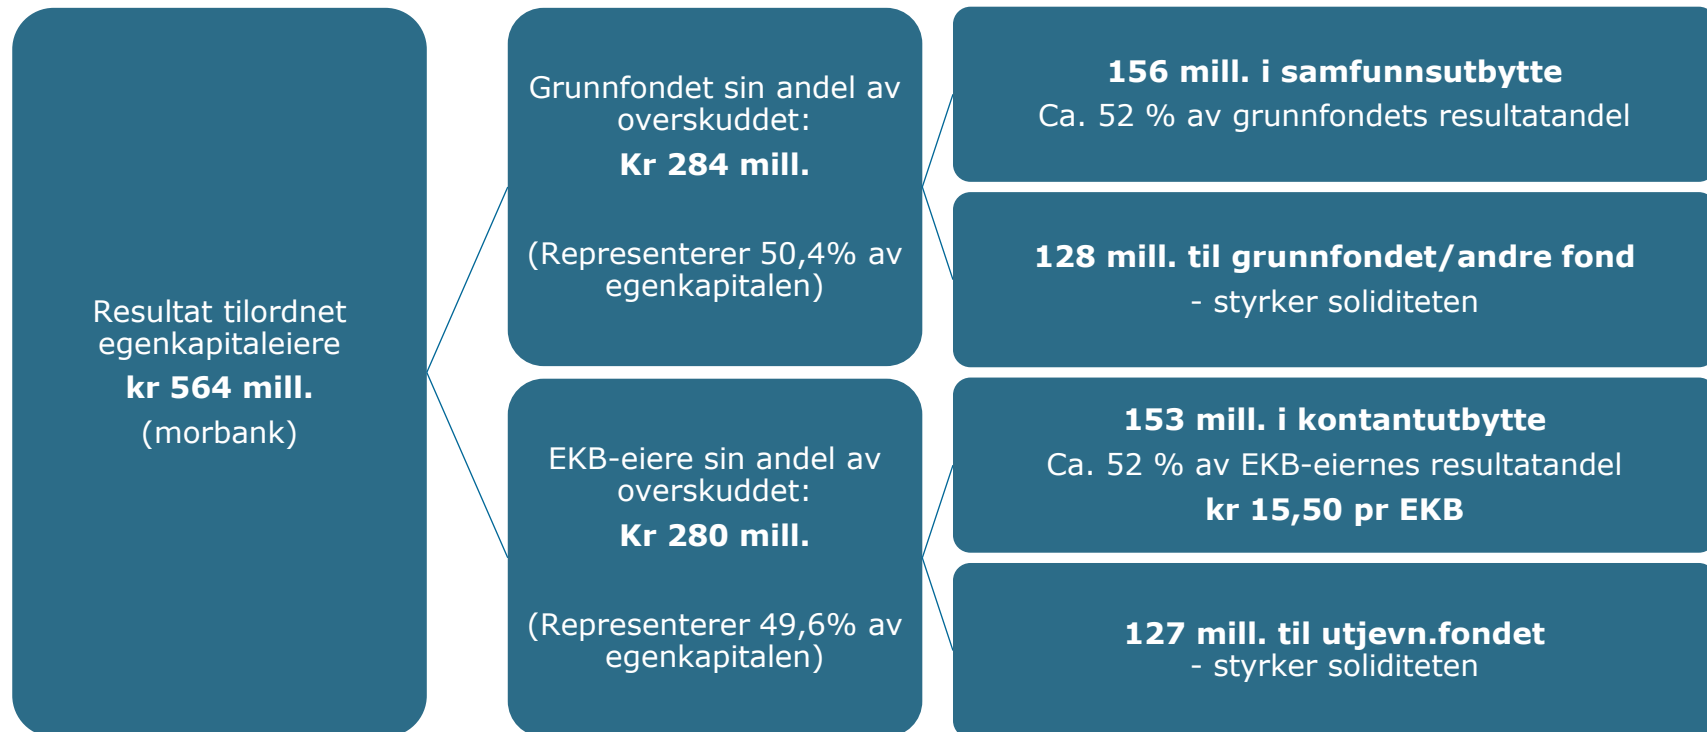 Resultat tilordnet
egenkapitaleiere
kr 564 mill.
(morbank)
Grunnfondet sin andel av
overskuddet:
Kr 284 mill.
(Representerer 50,4% av
egenkapitalen)
EKB-eiere sin andel av
overskuddet:
Kr 280 mill.
(Representerer 49,6% av
egenkapitalen)
156 mill. i samfunnsutbytte
Ca. 52 % av grunnfondets resultatandel
128 mill. til grunnfondet/andre fond
- styrker soliditeten
153 mill. i kontantutbytte
Ca. 52 % av EKB-eiernes resultatandel
kr 15,50 pr EKB
127 mill. til utjevn.fondet
- styrker soliditeten